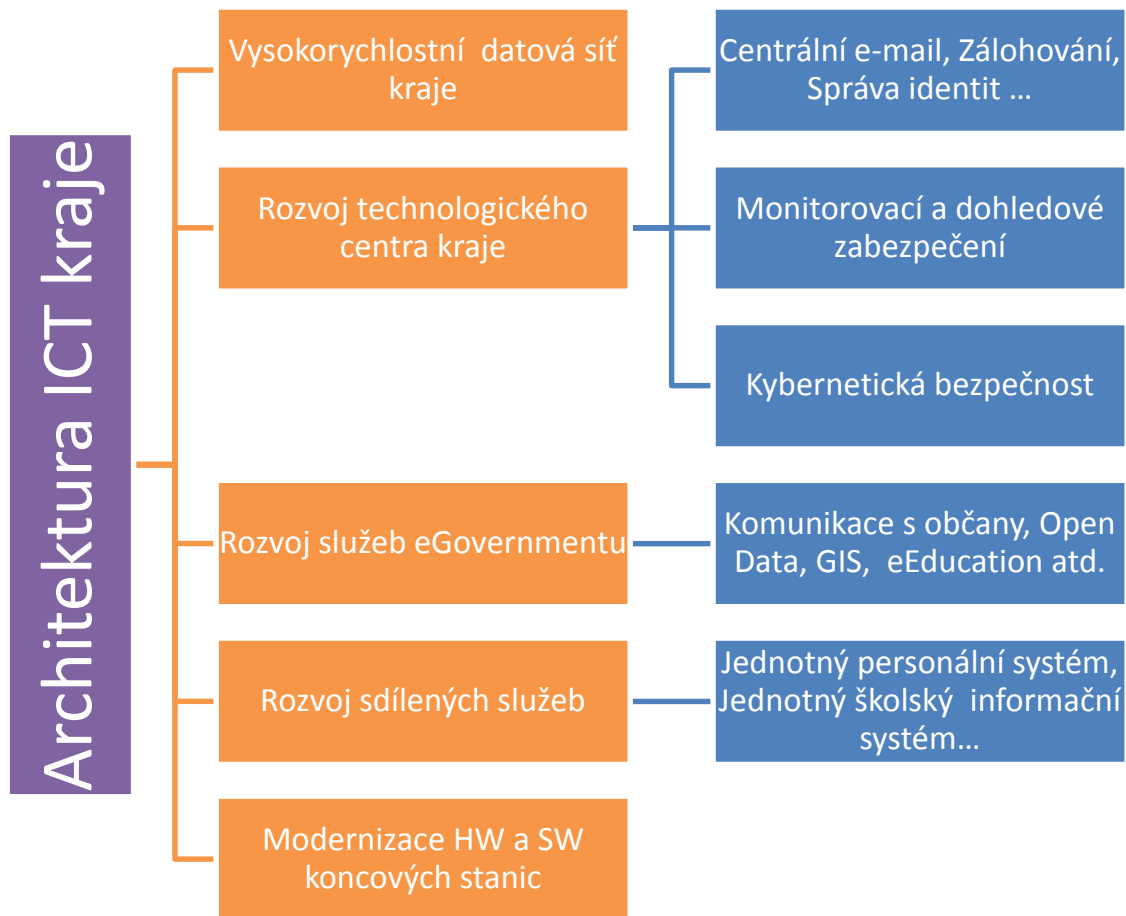 Architektura ICT kraje
Vysokorychlostní datová síť
kraje
Rozvoj technologického
centra kraje
Centrální e-mail, Zálohování,
Správa identit …
Monitorovací a dohledové
zabezpečení
Kybernetická bezpečnost
Rozvoj služeb eGovernmentu
Komunikace s občany, Open
Data, GIS, eEducation atd.
Rozvoj sdílených služeb
Jednotný personální systém,
Jednotný školský informační
systém…
Modernizace HW a SW
koncových stanic